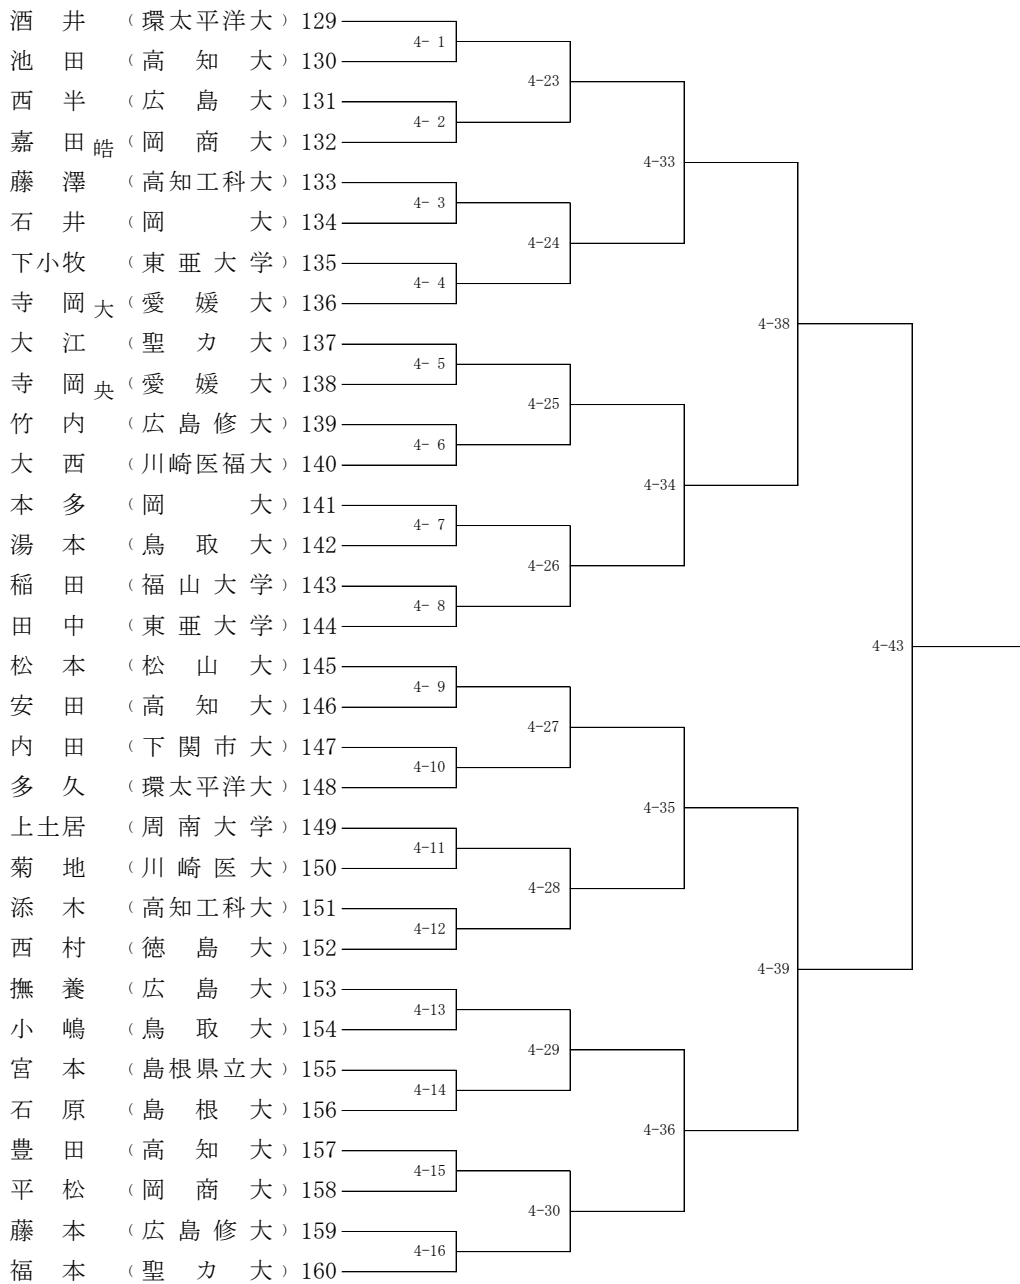 酒井 （環太平洋大）129
4- 1
池田 （高知大）130
4-23
西半 （広島大）131
4- 2
嘉田皓 （岡商大）132
4-33
藤澤 （高知工科大）133
4- 3
石井 （岡大）134
4-24
下小牧 （東亜大学）135
4- 4
寺岡大 （愛媛大）136
4-38
大江 （聖カ大）137
4- 5
寺岡央 （愛媛大）138
4-25
竹内 （広島修大）139
4- 6
大西 （川崎医福大）140
4-34
本多 （岡大）141
4- 7
湯本 （鳥取大）142
4-26
稲田 （福山大学）143
4- 8
田中 （東亜大学）144
4-43
松本 （松山大）145
4- 9
安田 （高知大）146
4-27
内田 （下関市大）147
4-10
多久 （環太平洋大）148
4-35
上土居 （周南大学）149
4-11
菊地 （川崎医大）150
4-28
添木 （高知工科大）151
4-12
西村 （徳島大）152
4-39
撫養 （広島大）153
4-13
小嶋 （鳥取大）154
4-29
宮本 （島根県立大）155
4-14
石原 （島根大）156
4-36
豊田 （高知大）157
4-15
平松 （岡商大）158
4-30
藤本 （広島修大）159
4-16
福本 （聖カ大）160